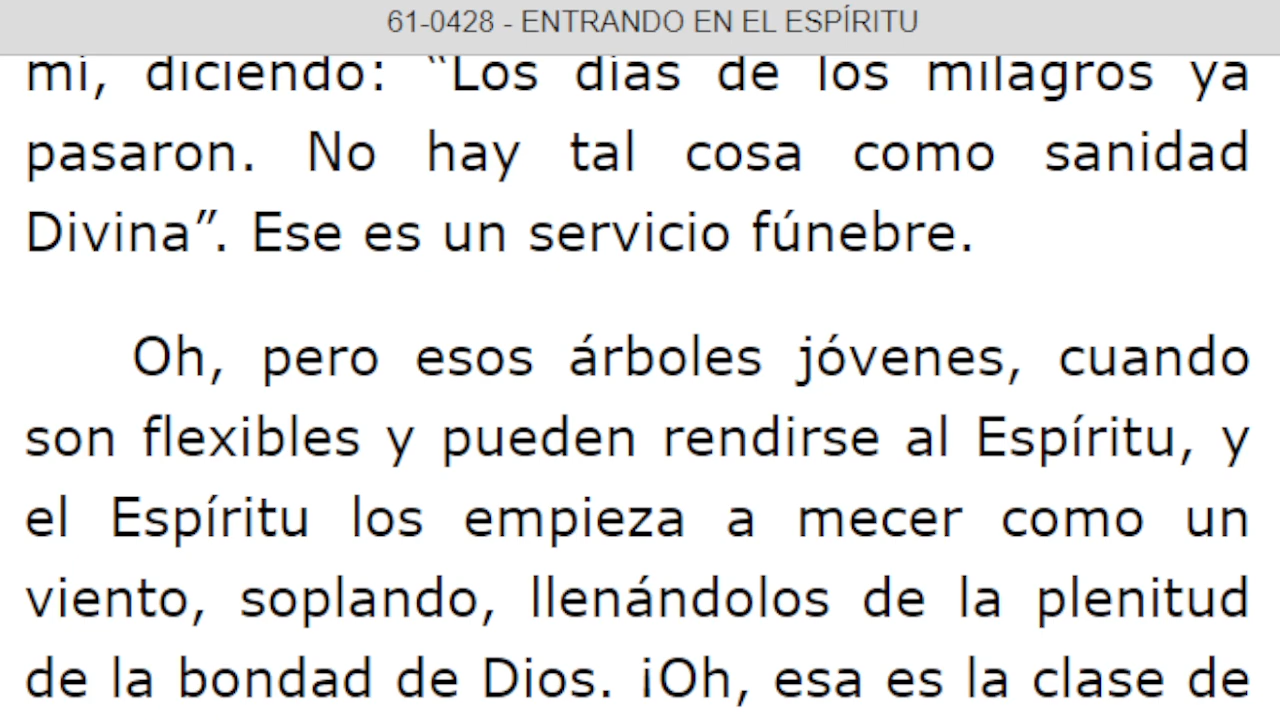 61-0428 - ENTRANDO EN EL ESPÍRITU
mí, diciendo: “Los días de los milagros ya
pasaron. No hay tal cosa como sanidad
Divina”. Ese es un servicio fúnebre.
Oh, pero esos árboles jóvenes, cuando
son flexibles y pueden rendirse al Espíritu, y
el Espíritu los empieza a mecer como un
viento, soplando, llenándolos de la plenitud
de la bondad de Dios. ¡Oh, esa es la clase de